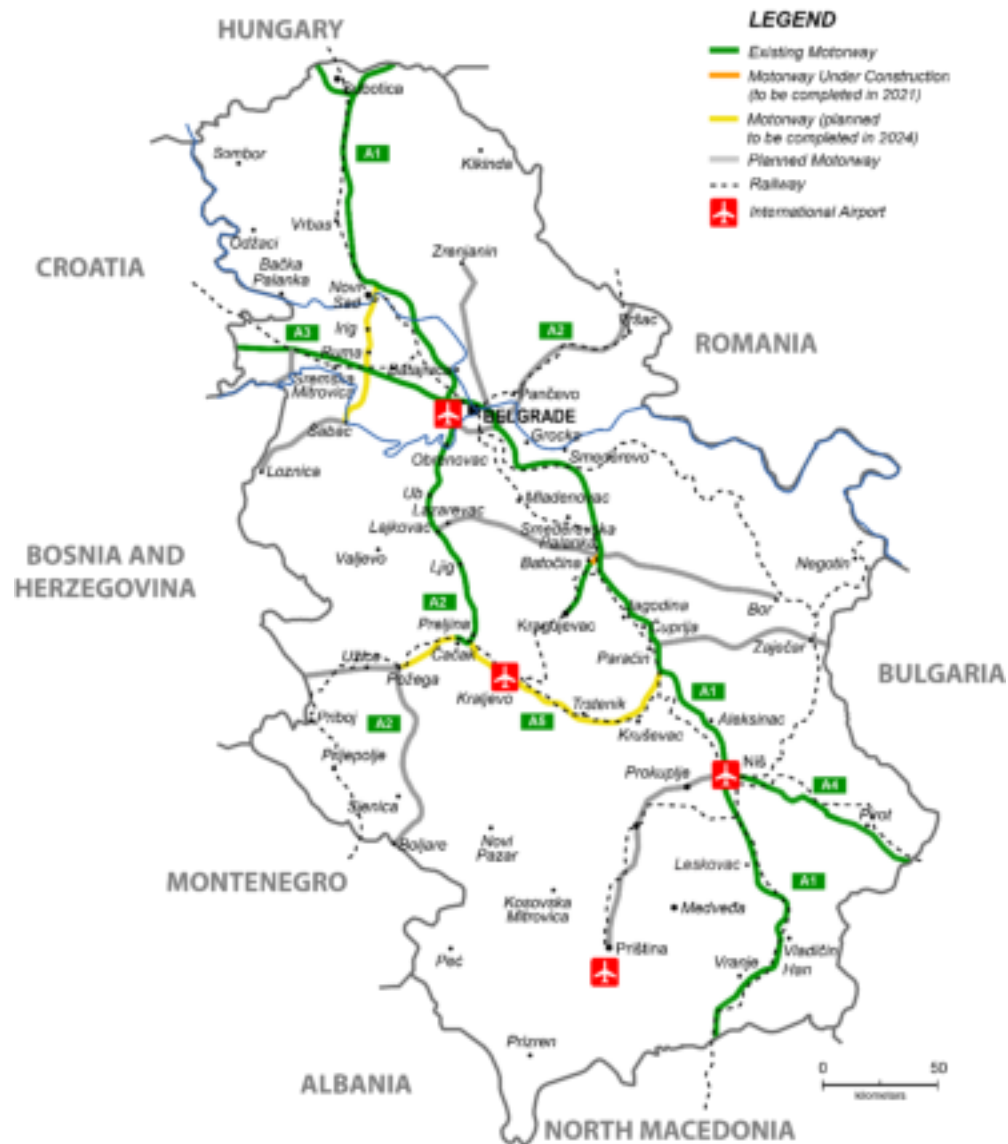 HUNGARY
LEGEND
Existing Motorway
Motorway Under Construction
(to be completed in 2021)
Motorway (planned
to be completed in 2024)
Planned Motorway
Railway
International Airport
Subotica
A1
Sombor
Kikinda
Vrbas
Odžaci
Zrenjanin
CROATIA
Bačka
Palanka
Novi
Sad
Irig
A3
A2
Vršac
ROMANIA
Ruma
Batajnica
Sremska
Mitrovica
Pančevo
BELGRADE
Šabac
Grocka
Obrenovac
Smederevo
Loznica
Ub
Mladenovac
Lazarevac
Lajkovac
Smederevska
Palanka
BOSNIA AND
HERZEGOVINA
Valjevo
Batočina
Negotin
Ljig
Bor
A2
Jagodina
Preljina
Kragujevac
Ćuprija
Čačak
Zaječar
Užice
Paraćin
BULGARIA
Požega
Kraljevo
A1
Trstenik
Aleksinac
Priboj
A2
A5
Kruševac
Prijepolje
Prokuplje
Niš
A4
Sjenica
Pirot
Boljare
Novi
Pazar
Leskovac
MONTENEGRO
A1
Kosovska
Mitrovica
Medveđa
Peć
Priština
Vladičin
Han
Vranje
Prizren
ALBANIA
0 50
kilometers
NORTH MACEDONIA